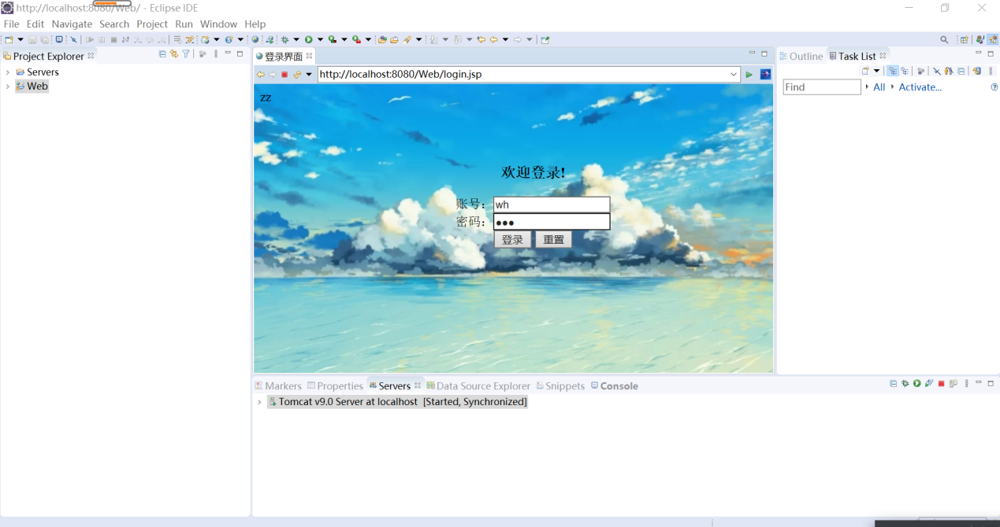 http://localhost:8080/Web/ - Eclipse IDE
File Edit Navigate Search Project Run Window Help
Project Explorer
Servers
Web
登录界面
http://localhost:8080/Web/login.jsp
zz
欢迎登录!
账号： wh
密码： ●●●
登录 重置
Outline Task List
Find All Activate...
Markers Properties Servers Data Source Explorer Snippets Console
Tomcat v9.0 Server at localhost [Started, Synchronized]